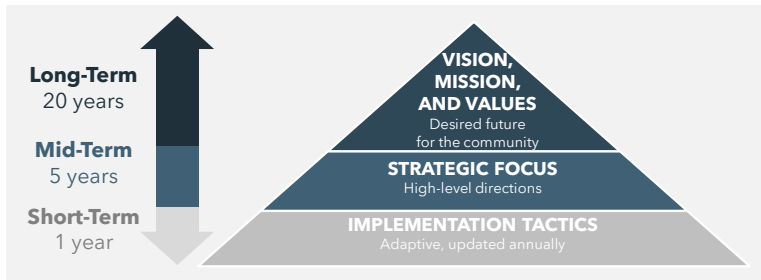 Long-Term
20 years
Mid-Term
5 years
Short-Term
1 year
VISION,
MISSION,
AND VALUES
Desired future
for the community
STRATEGIC FOCUS
High-level directions
IMPLEMENTATION TACTICS
Adaptive, updated annually